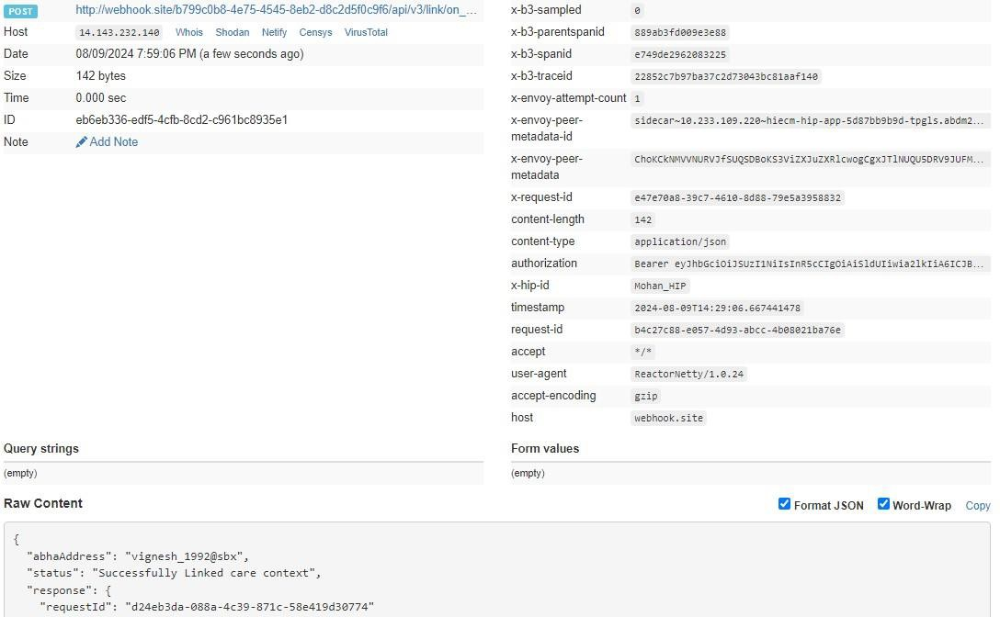 POST http://webhook.site/b799c0b8-4e75-4545-8eb2-d8c2d5f0c9f6/api/v3/link/on_...
Host 14.143.232.140 Whois Shodan Netify Censys VirusTotal
Date 08/09/2024 7:59:06 PM (a few seconds ago)
Size 142 bytes
Time 0.000 sec
ID eb6eb336-edf5-4cfb-8cd2-c961bc8935e1
Note Add Note
x-b3-sampled 0
x-b3-parentspanid 889ab3fd009e3e88
x-b3-spanid e749de2962083225
x-b3-traceid 22852c7b97ba37c2d73043bc81aaf140
x-envoy-attempt-count 1
x-envoy-peer-
metadata-id sidecar~10.233.109.220~hiecm-hip-app-5d87bb9b9d-tpgls.abdm2...
x-envoy-peer-
metadata ChoKCkNMVVNURVJfSUQSDBoKS3ViZXJuZXRlcwogCgxJTlNUQU5DRV9JUFM...
x-request-id e47e70a8-39c7-4610-8d88-79e5a3958832
content-length 142
content-type application/json
authorization Bearer eyJhbGciOiJSUzI1NiIsInR5cCIgOiAiSldUIiwia2lkIiA6ICJB...
x-hip-id Mohan_HIP
timestamp 2024-08-09T14:29:06.667441478
request-id b4c27c88-e057-4d93-abcc-4b08021ba76e
accept */*
user-agent ReactorNetty/1.0.24
accept-encoding gzip
host webhook.site
Query strings
(empty)
Form values
(empty)
Raw Content
Format JSON Word-Wrap Copy
{
"abhaAddress": "vignesh_1992@sbx",
"status": "Successfully Linked care context",
"response": {
"requestId": "d24eb3da-088a-4c39-871c-58e419d30774"